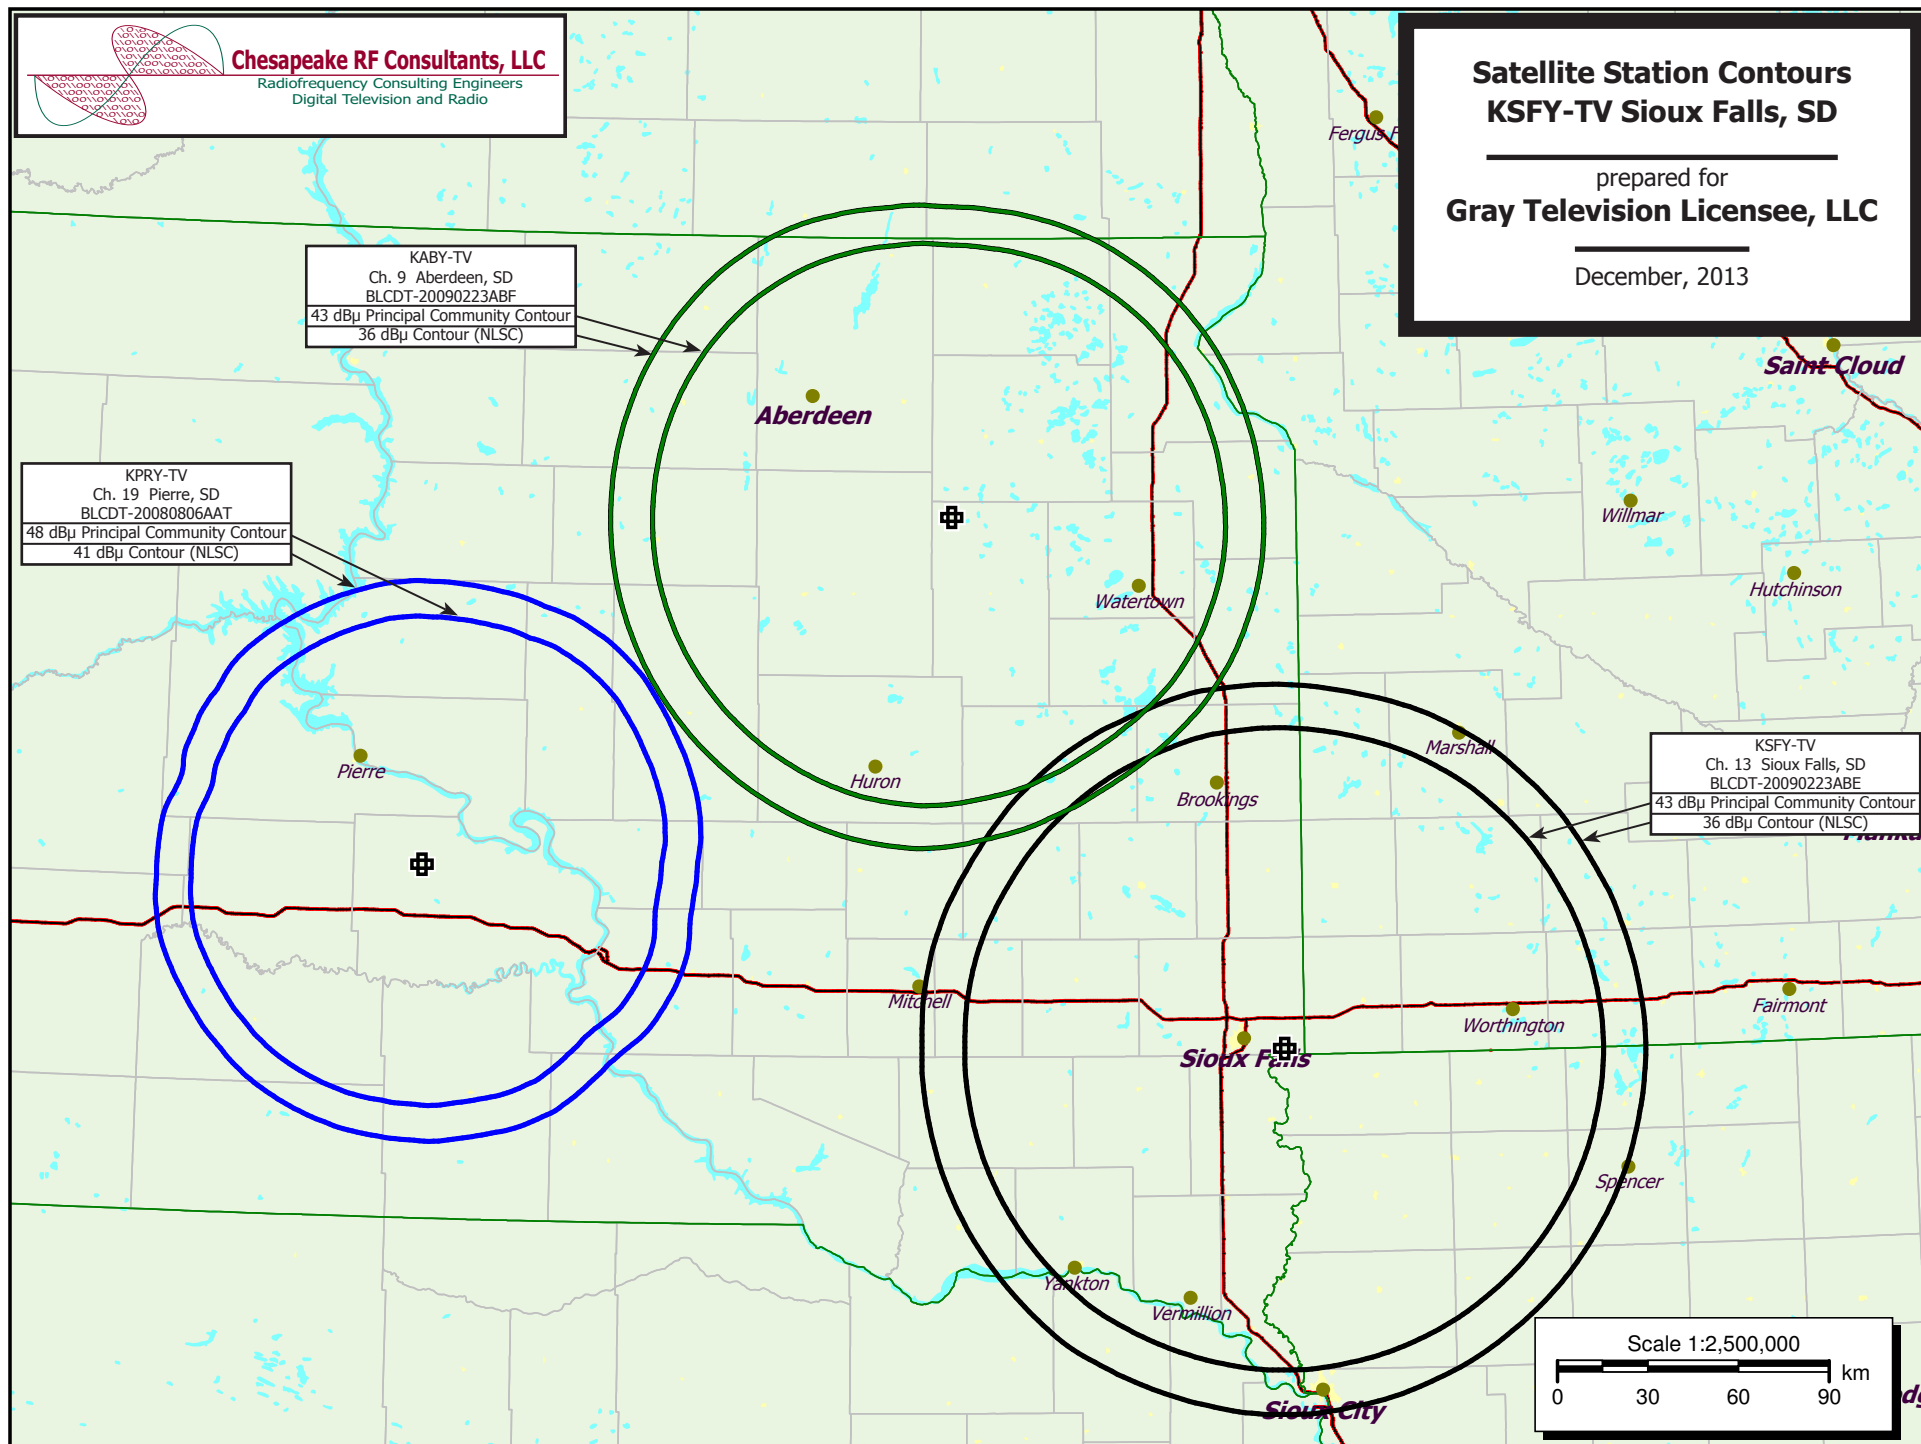 Chesapeake RF Consultants, LLC
Radiofrequency Consulting Engineers
Digital Television and Radio
Satellite Station Contours
KSFY-TV Sioux Falls, SD
prepared for
Gray Television Licensee, LLC
December, 2013
Fergus F
KABY-TV
Ch. 9 Aberdeen, SD
BLCDT-20090223ABF
43 dBµ Principal Community Contour
36 dBµ Contour (NLSC)
Saint Cloud
Aberdeen
KPRY-TV
Ch. 19 Pierre, SD
BLCDT-20080806AAT
48 dBµ Principal Community Contour
41 dBµ Contour (NLSC)
Willmar
Hutchinson
Watertown
Marshall
KSFY-TV
Ch. 13 Sioux Falls, SD
BLCDT-20090223ABE
43 dBµ Principal Community Contour
36 dBµ Contour (NLSC)
Pierre
Huron
Brookings
Mitchell
Worthington
Fairmont
Sioux Falls
Spencer
Yankton
Vermillion
Sioux City
Scale 1:2,500,000
0 30 60 90 km